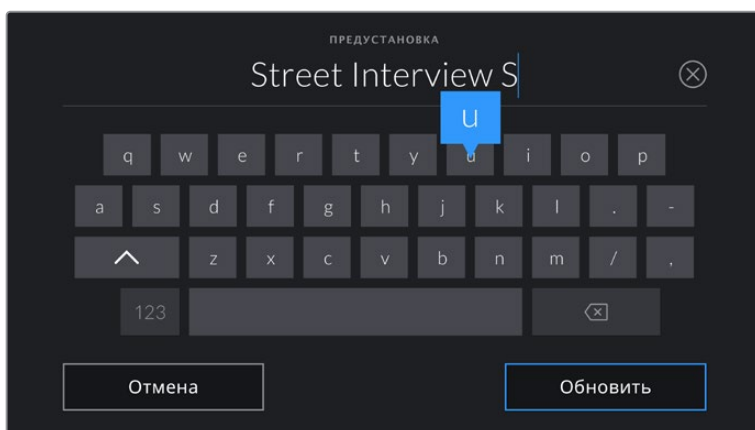 ПРЕДУСТАНОВКА
Street Interview S
u
q w e r t y u i o p
a s d f g h j k l . -
z x c v b n m / ,
123
Отмена Обновить